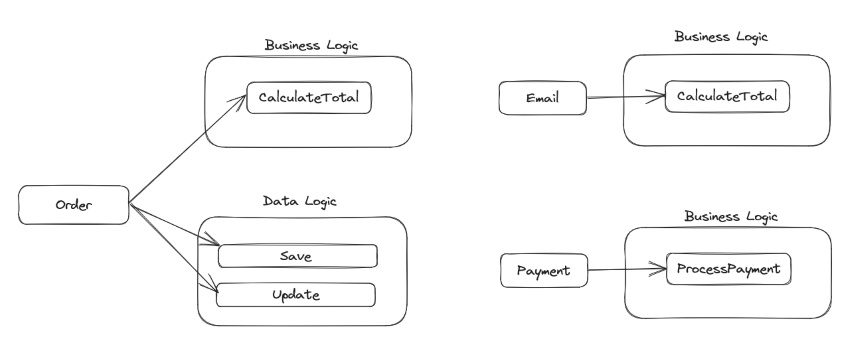 Business Logic
CalculateTotal
Order
Data Logic
Save
Update
Business Logic
Email
CalculateTotal
Business Logic
Payment
ProcessPayment